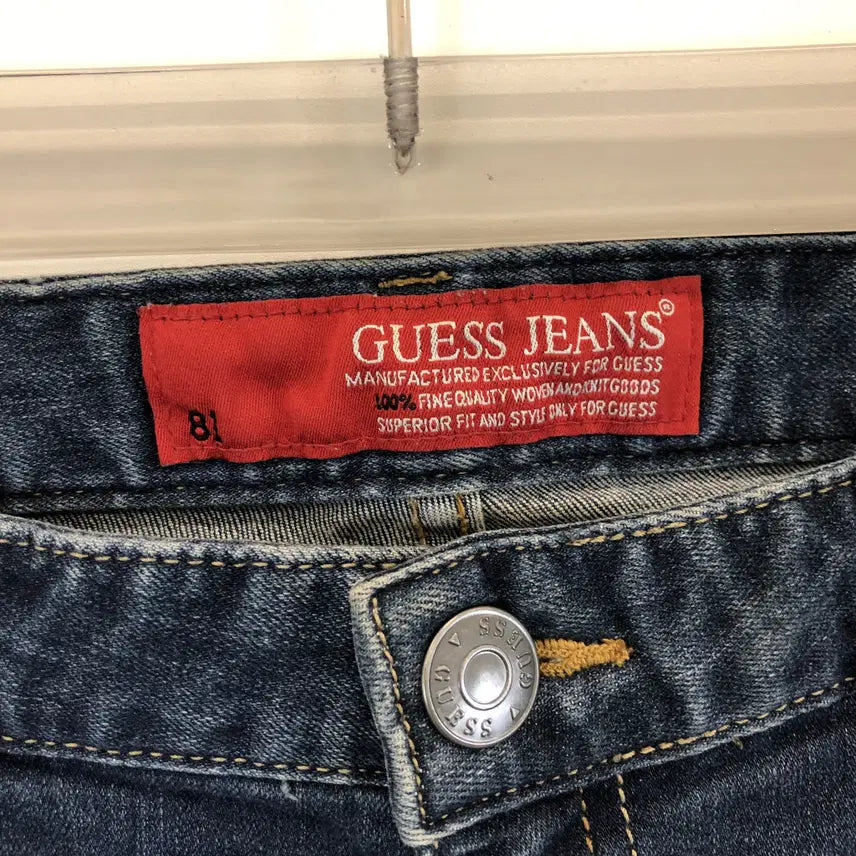 GUESS JEANS®
MANUFACTURED EXCLUSIVELY FOR GUESS
100% FINE QUALITY WOVEN AND KNIT GOODS
SUPERIOR FIT AND STYLE ONLY FOR GUESS
81
GUESS GUESS